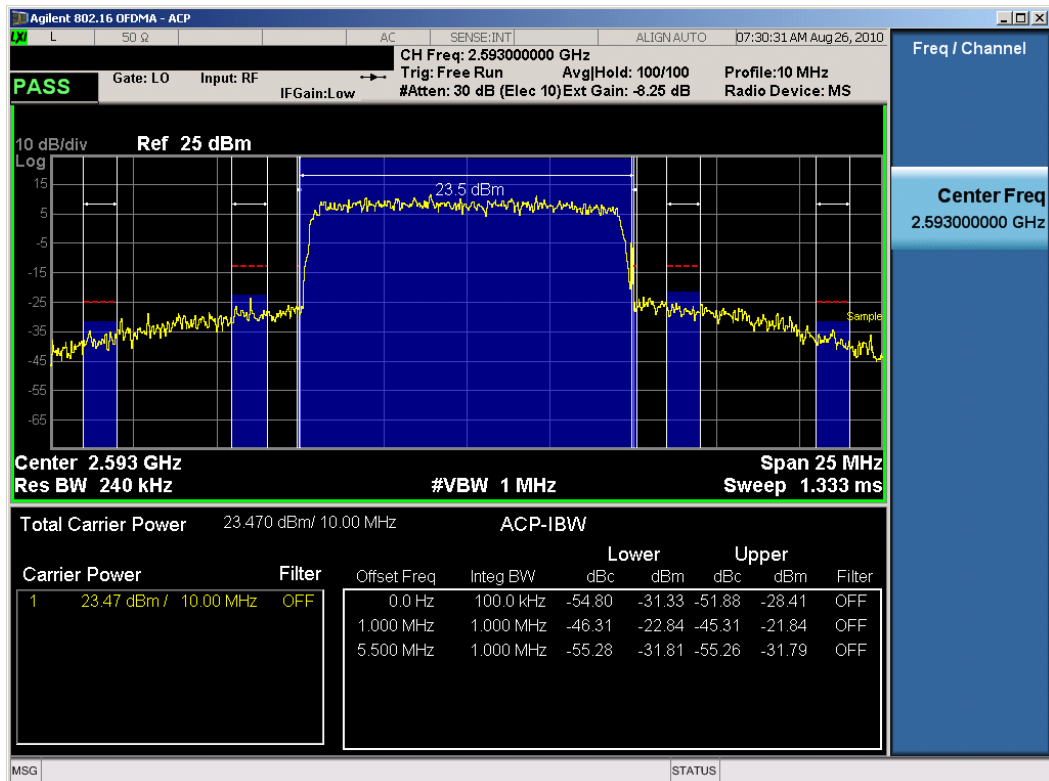 Agilent 802.16 OFDMA - ACP
LXI L 50 Ω AC SENSE:INT ALIGN AUTO 07:30:31 AM Aug 26, 2010
CH Freq: 2.593000000 GHz
PASS Gate: LO Input: RF Trig: Free Run Avg|Hold: 100/100 Profile:10 MHz
IFGain:Low #Atten: 30 dB (Elec 10) Ext Gain: -8.25 dB Radio Device: MS
Freq / Channel
Center Freq
2.593000000 GHz
10 dB/div Ref 25 dBm
Log
15
5
-5
-15
-25
-35
-45
-55
-65
23.5 dBm
Sample
Center 2.593 GHz Span 25 MHz
Res BW 240 kHz #VBW 1 MHz Sweep 1.333 ms
Total Carrier Power 23.470 dBm/ 10.00 MHz ACP-IBW
Lower Upper
Carrier Power Filter Offset Freq Integ BW dBc dBm dBc dBm Filter
1 23.47 dBm / 10.00 MHz OFF 0.0 Hz 100.0 kHz -54.80 -31.33 -51.88 -28.41 OFF
1.000 MHz 1.000 MHz -46.31 -22.84 -45.31 -21.84 OFF
5.500 MHz 1.000 MHz -55.28 -31.81 -55.26 -31.79 OFF
MSG STATUS